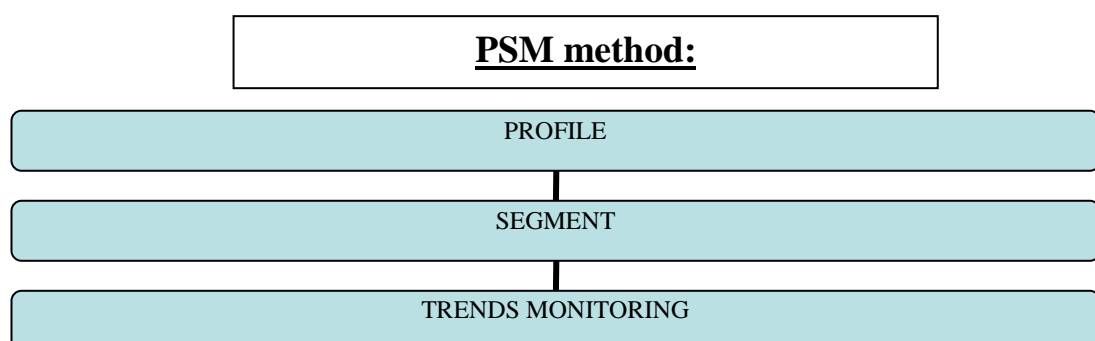 PSM method:
PROFILE
SEGMENT
TRENDS MONITORING